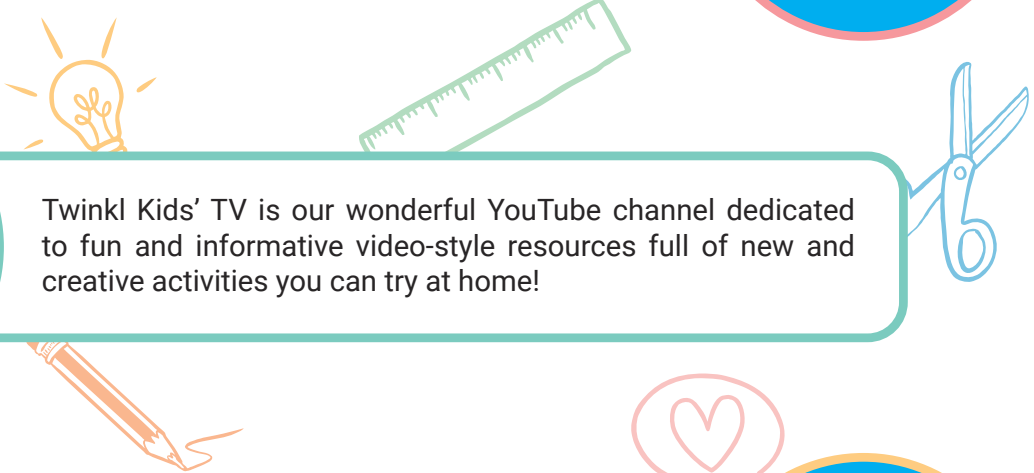 Twinkl Kids’ TV is our wonderful YouTube channel dedicated
to fun and informative video-style resources full of new and
creative activities you can try at home!